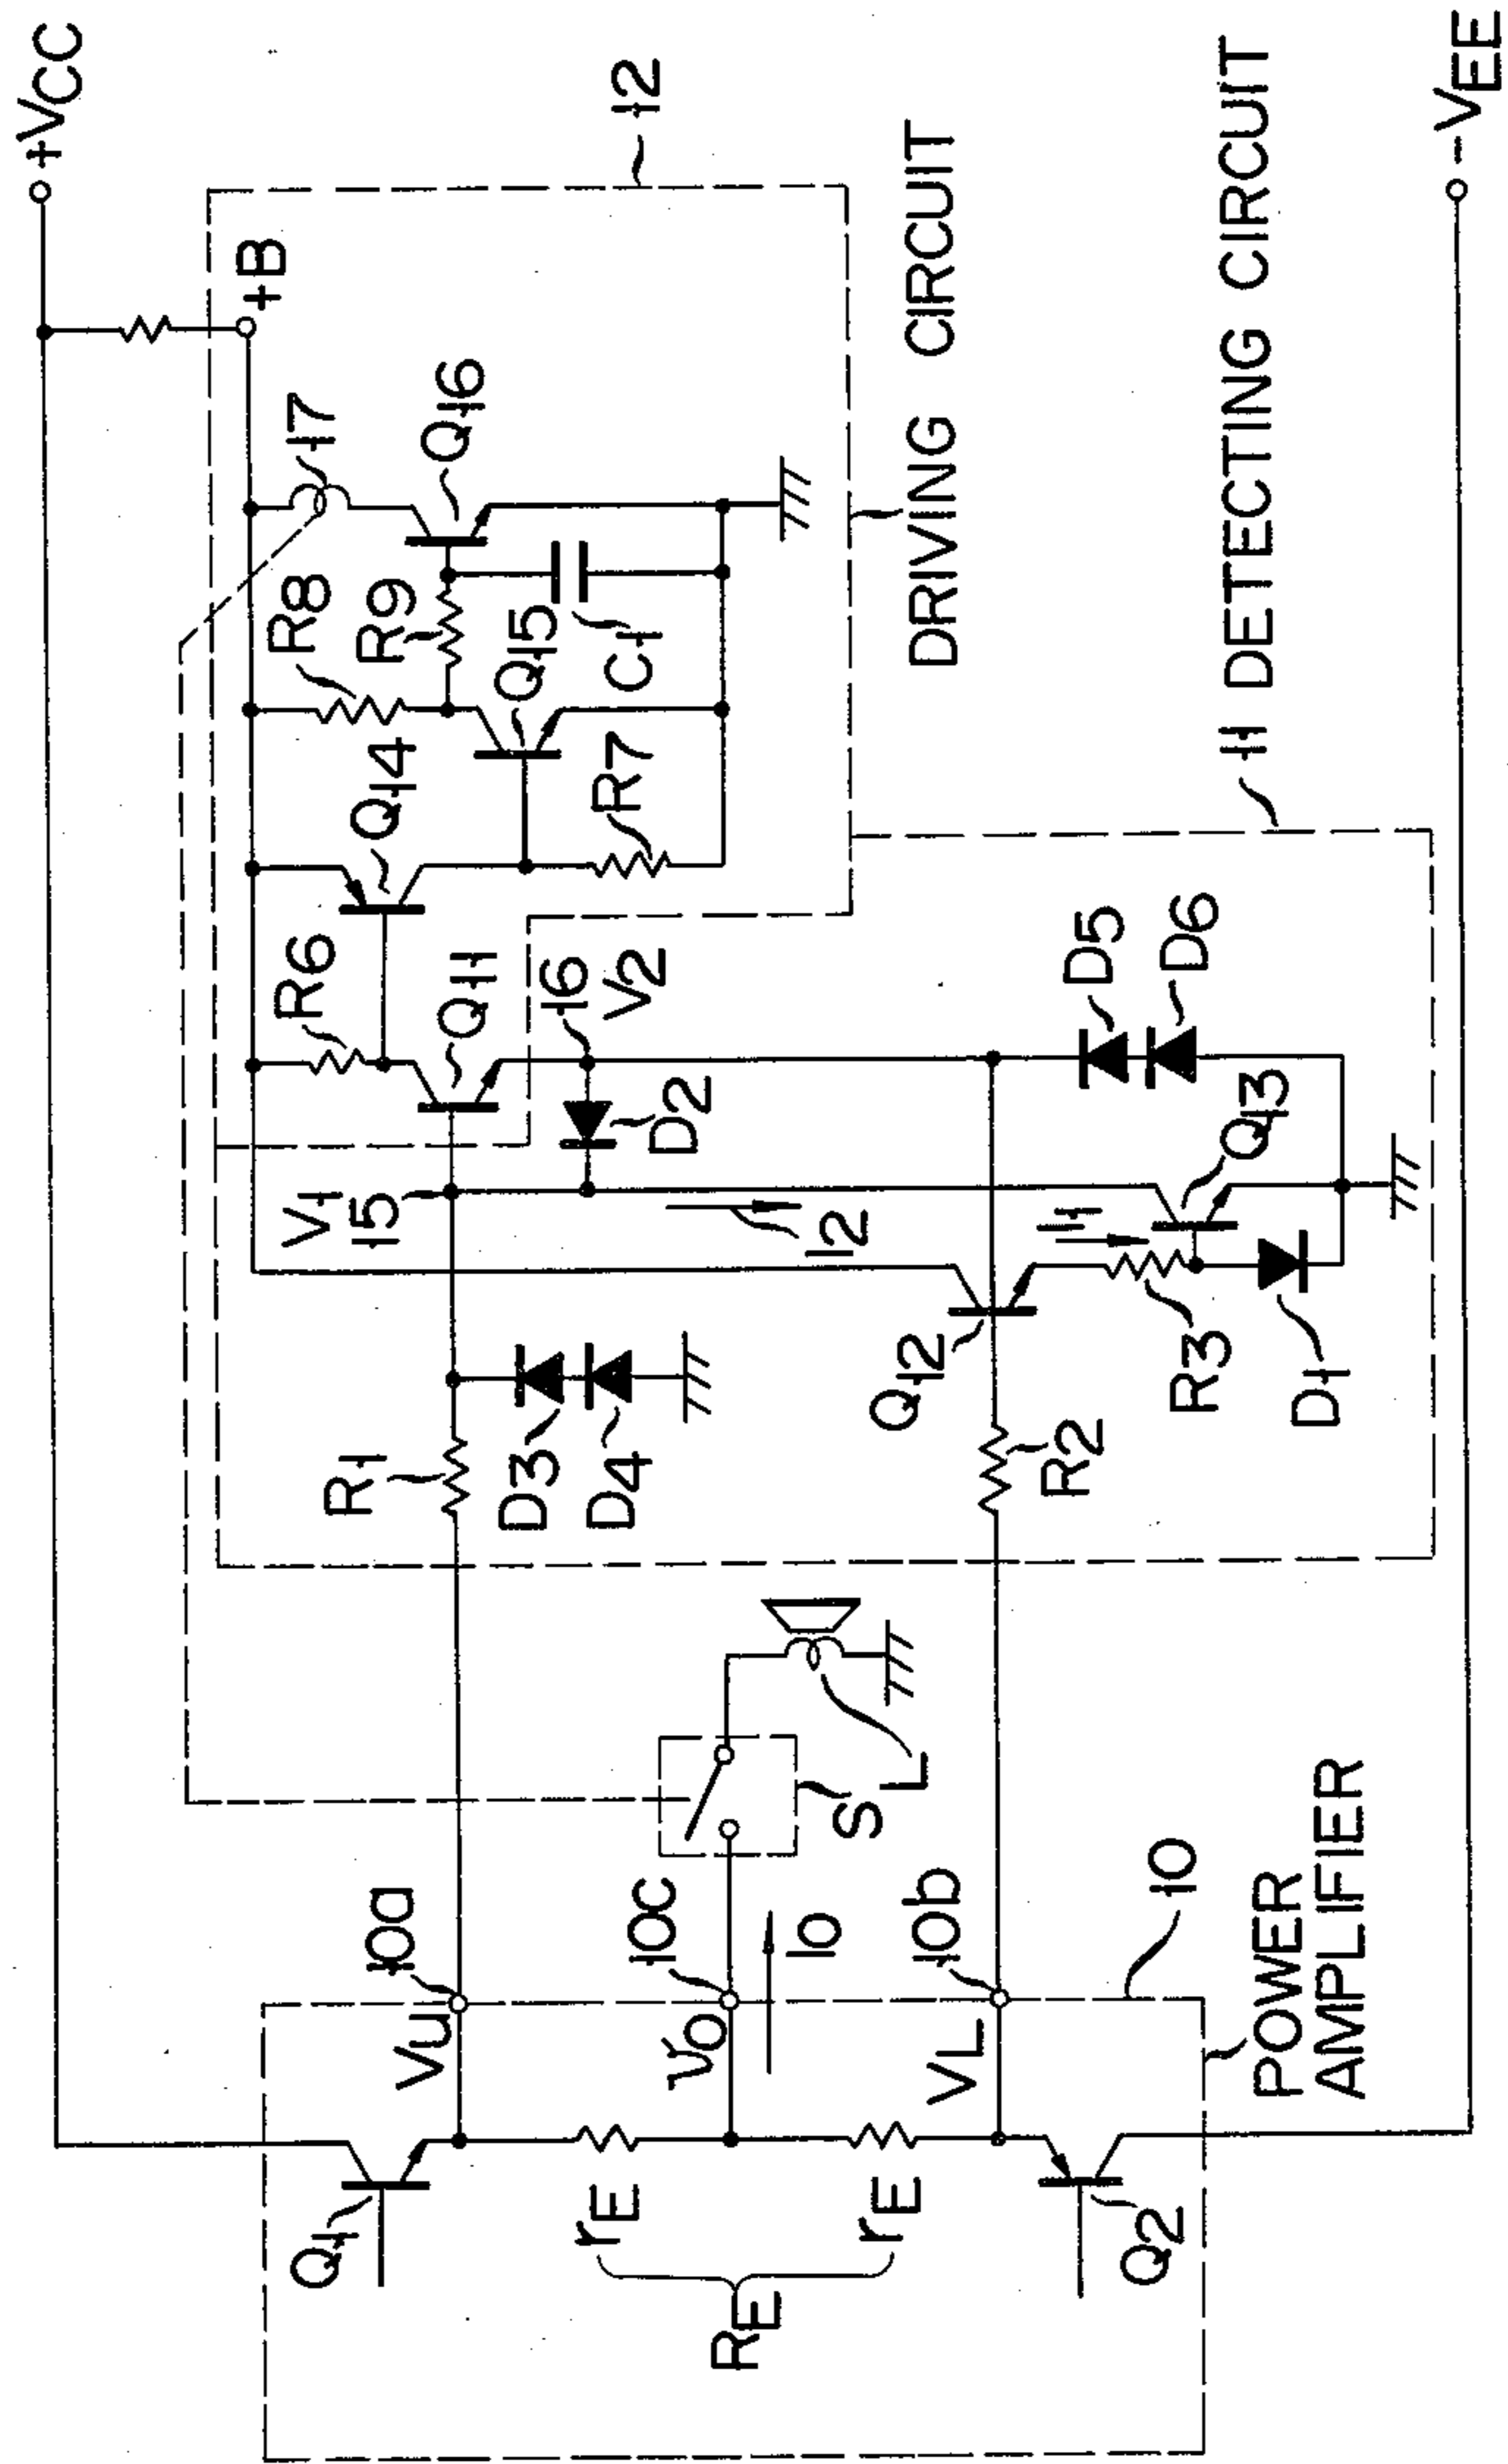 +VCC
+B
12
17
R8
R9
Q16
Q14
Q15
C1
R7
DRIVING CIRCUIT
R6
Q11
16
V2
D2
V1
15
I2
D5
D6
Q13
I1
11 DETECTING CIRCUIT
R1
D3
D4
Q12
R3
D1
R2
S
L
10a
VU
10c
vO
IO
10b
VL
10
POWER
AMPLIFIER
Q1
rE
rE
RE
Q2
-VEE